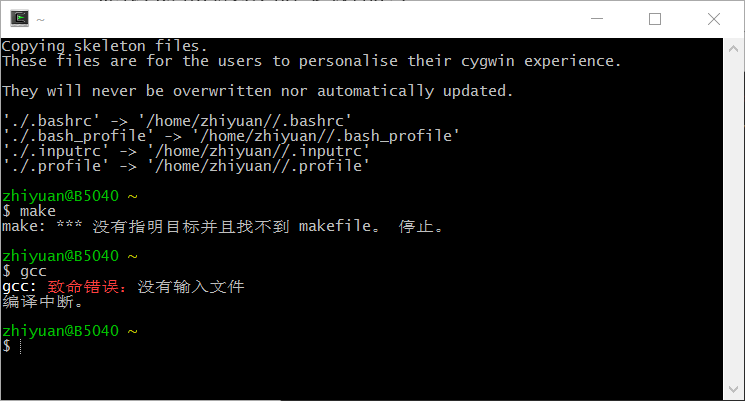 ~
Copying skeleton files.
These files are for the users to personalise their cygwin experience.
They will never be overwritten nor automatically updated.
'./.bashrc' -> '/home/zhiyuan//.bashrc'
'./.bash_profile' -> '/home/zhiyuan//.bash_profile'
'./.inputrc' -> '/home/zhiyuan//.inputrc'
'./.profile' -> '/home/zhiyuan//.profile'
zhiyuan@B5040 ~
$ make
make: *** 没有指明目标并且找不到 makefile。 停止。
zhiyuan@B5040 ~
$ gcc
gcc: 致命错误：没有输入文件
编译中断。
zhiyuan@B5040 ~
$